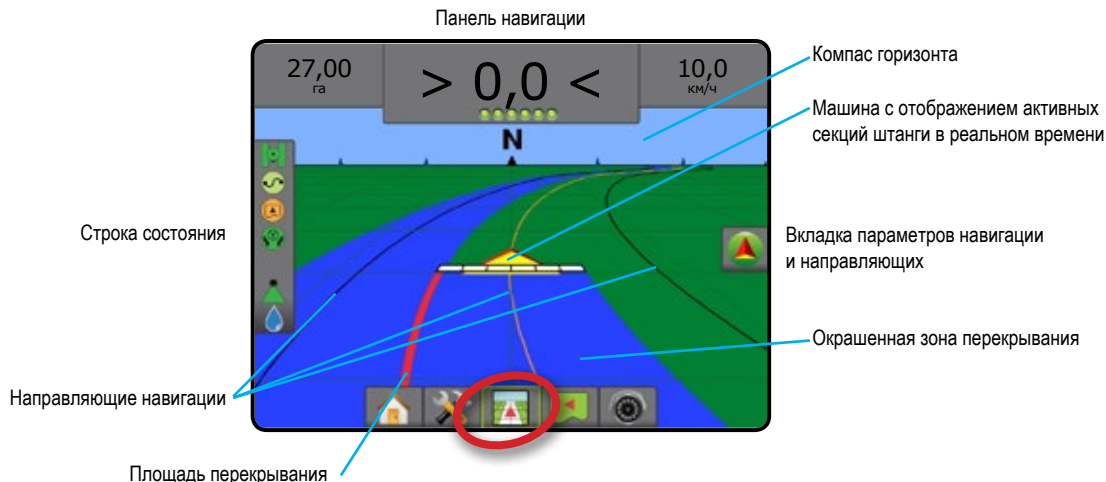 Панель навигации
27,00
га
> 0,0 <
10,0
км/ч
N
Компас горизонта
Машина с отображением активных
секций штанги в реальном времени
Строка состояния
Вкладка параметров навигации
и направляющих
Окрашенная зона перекрывания
Направляющие навигации
Площадь перекрывания